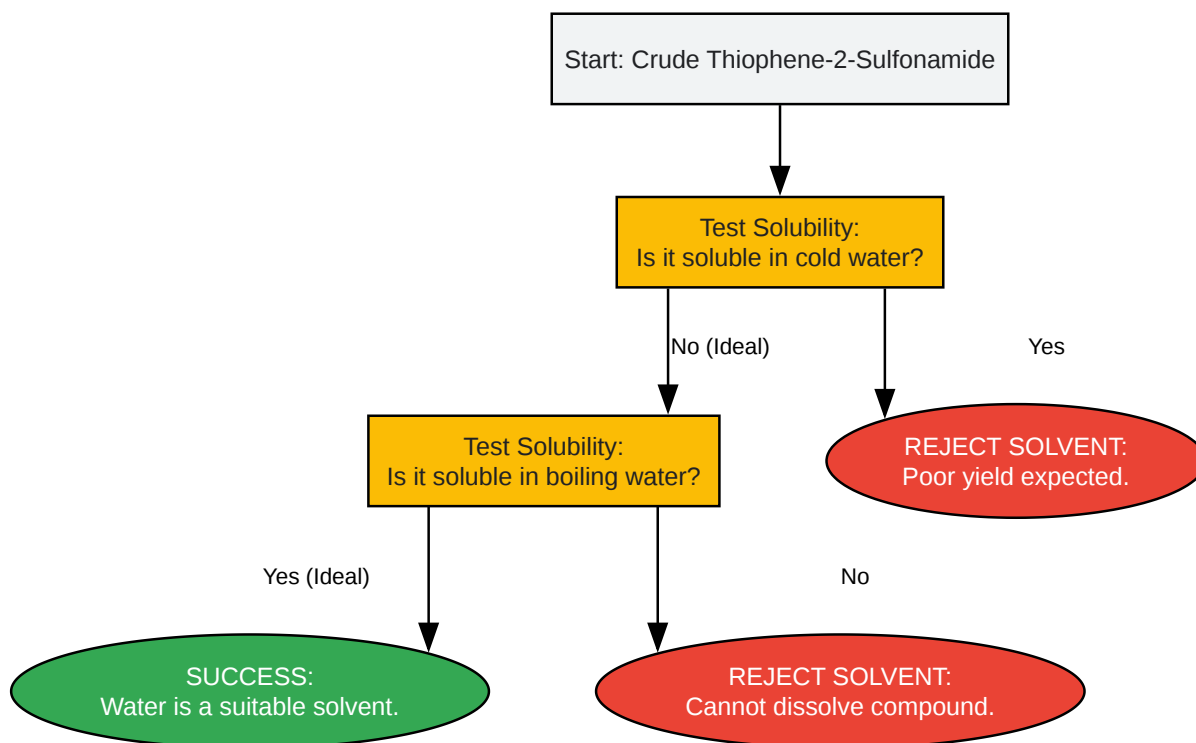 Start: Crude Thiophene-2-Sulfonamide
Test Solubility:
Is it soluble in cold water?
No (Ideal)
Yes
Test Solubility:
Is it soluble in boiling water?
REJECT SOLVENT:
Poor yield expected.
Yes (Ideal)
No
SUCCESS:
Water is a suitable solvent.
REJECT SOLVENT:
Cannot dissolve compound.